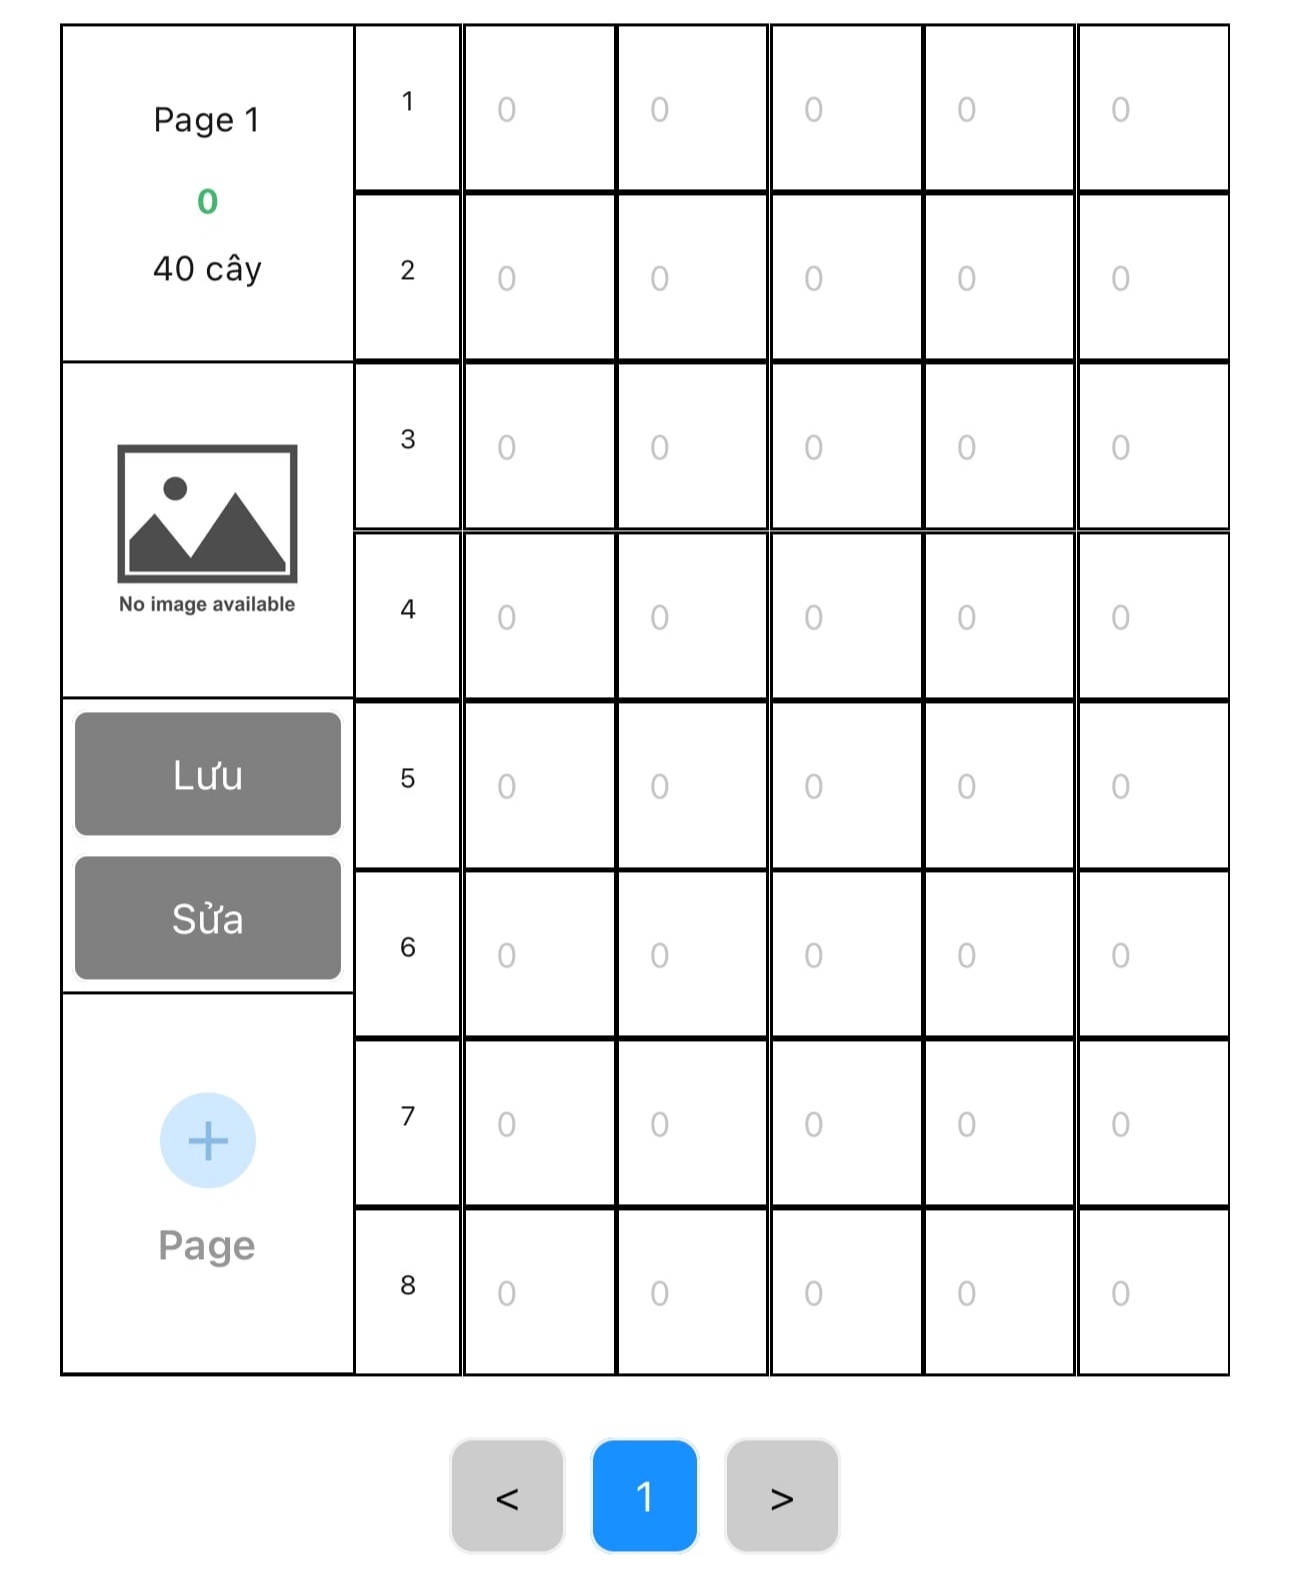 Page 1
0
40 cây
No image available
Lưu
Sửa
+
Page
1 0 0 0 0 0
2 0 0 0 0 0
3 0 0 0 0 0
4 0 0 0 0 0
5 0 0 0 0 0
6 0 0 0 0 0
7 0 0 0 0 0
8 0 0 0 0 0
< 1 >